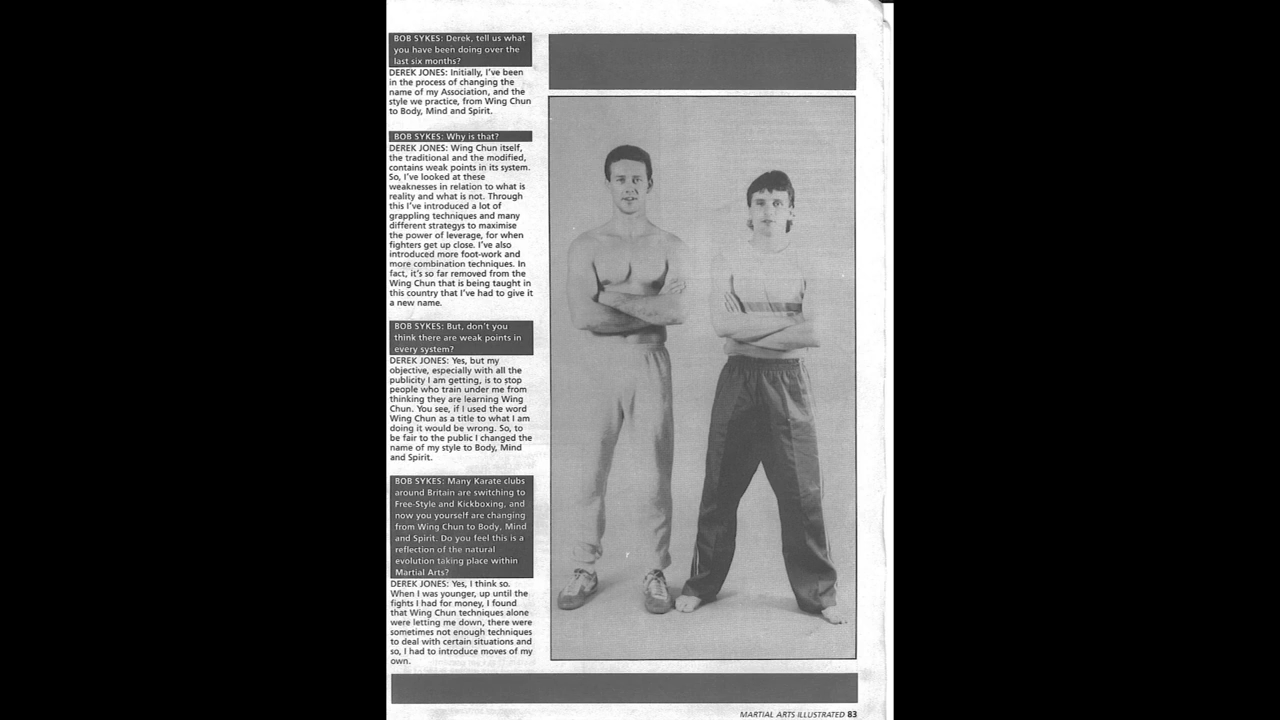 BOB SYKES: Derek, tell us what
you have been doing over the
last six months?
DEREK JONES: Initially, I've been
in the process of changing the
name of my Association, and the
style we practice, from Wing Chun
to Body, Mind and Spirit.
BOB SYKES: Why is that?
DEREK JONES: Wing Chun itself,
the traditional and the modified,
contains weak points in its system.
So, I've looked at these
weaknesses in relation to what is
reality and what is not. Through
this I've introduced a lot of
grappling techniques and many
different strategys to maximise
the power of leverage, for when
fighters get up close. I've also
introduced more foot-work and
more combination techniques. In
fact, it's so far removed from the
Wing Chun that is being taught in
this country that I've had to give it
a new name.
BOB SYKES: But, don't you
think there are weak points in
every system?
DEREK JONES: Yes, but my
objective, especially with all the
publicity I am getting, is to stop
people who train under me from
thinking they are learning Wing
Chun. You see, if I used the word
Wing Chun as a title to what I am
doing it would be wrong. So, to
be fair to the public I changed the
name of my style to Body, Mind
and Spirit.
BOB SYKES: Many Karate clubs
around Britain are switching to
Free-Style and Kickboxing, and
now you yourself are changing
from Wing Chun to Body, Mind
and Spirit. Do you feel this is a
reflection of the natural
evolution taking place within
Martial Arts?
DEREK JONES: Yes, I think so.
When I was younger, up until the
fights I had for money, I found
that Wing Chun techniques alone
were letting me down, there were
sometimes not enough techniques
to deal with certain situations and
so, I had to introduce moves of my
own.
MARTIAL ARTS ILLUSTRATED 83